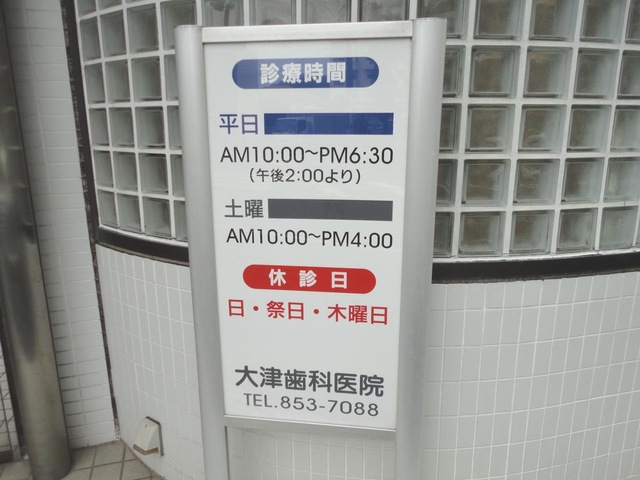 診療時間
平日
AM10:00〜PM6:30
(午後2:00より)
土曜
AM10:00〜PM4:00
休診日
日・祭日・木曜日
大津歯科医院
TEL.853-7088